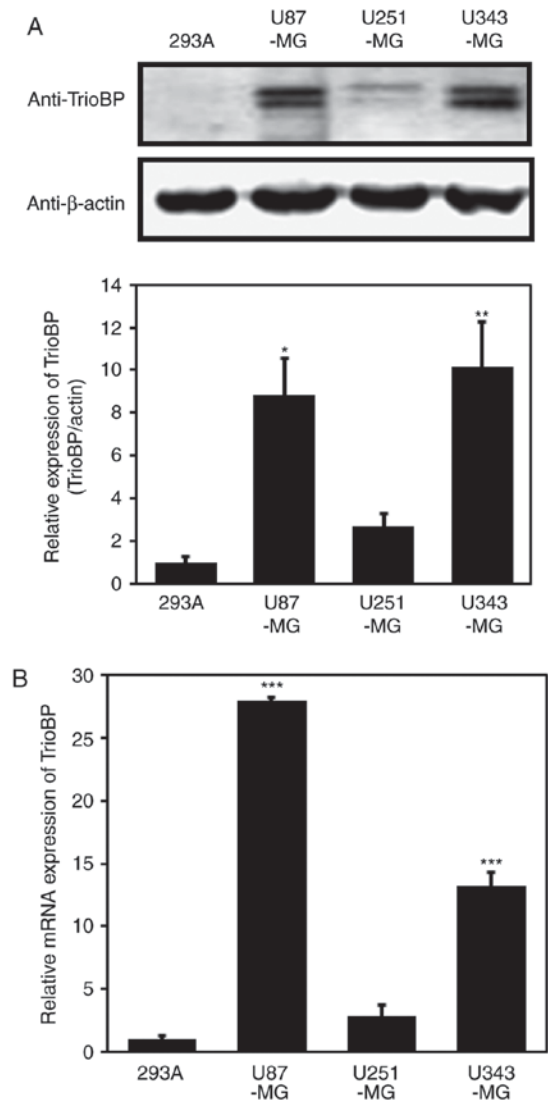 A
293A
U87
-MG
U251
-MG
U343
-MG
Anti-TrioBP
Anti-β-actin
Relative expression of TrioBP
(TrioBP/actin)
14
12
10
8
6
4
2
0
*
**
293A
U87
-MG
U251
-MG
U343
-MG
B
Relative mRNA expression of TrioBP
30
25
20
15
10
5
0
***
***
293A
U87
-MG
U251
-MG
U343
-MG